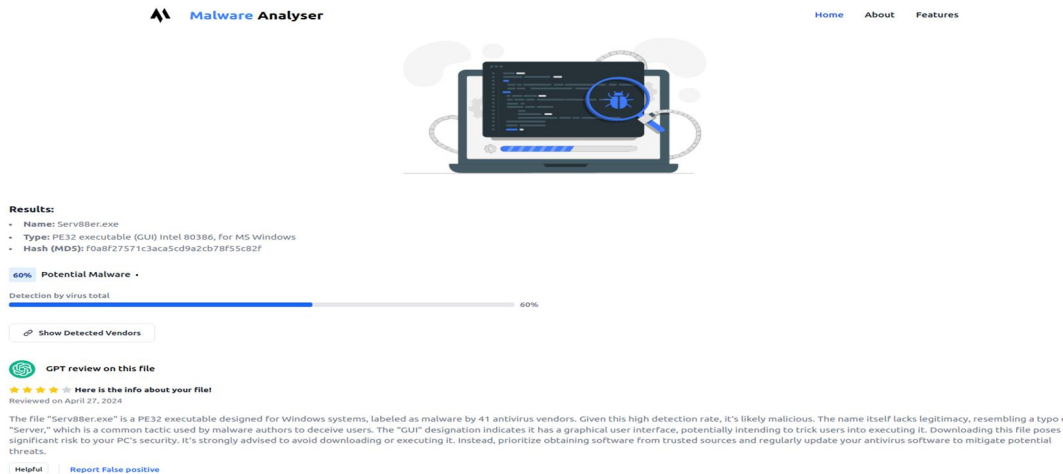 Malware Analyser
Home About Features
Results:
• Name: Serv88er.exe
• Type: PE32 executable (GUI) Intel 80386, for MS Windows
• Hash (MD5): f0a8f27571c3aca5cd9a2cb78f55c82f
60% Potential Malware •
Detection by virus total
60%
Show Detected Vendors
GPT review on this file
Here is the info about your file!
Reviewed on April 27, 2024
The file "Serv88er.exe" is a PE32 executable designed for Windows systems, labeled as malware by 41 antivirus vendors. Given this high detection rate, it's likely malicious. The name itself lacks legitimacy, resembling a typo
"Server," which is a common tactic used by malware authors to deceive users. The "GUI" designation indicates it has a graphical user interface, potentially intending to trick users into executing it. Downloading this file poses
significant risk to your PC's security. It's strongly advised to avoid downloading or executing it. Instead, prioritize obtaining software from trusted sources and regularly update your antivirus software to mitigate potential
threats.
Helpful Report False positive